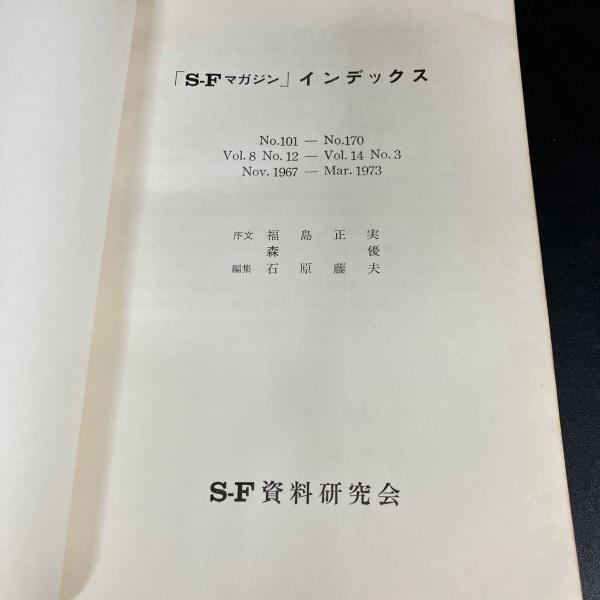 「S-Fマガジン」インデックス
No.101 — No.170
Vol.8 No.12 — Vol.14 No.3
Nov.1967 — Mar.1973
序文 福島正実
森優
編集 石原藤夫
S-F資料研究会